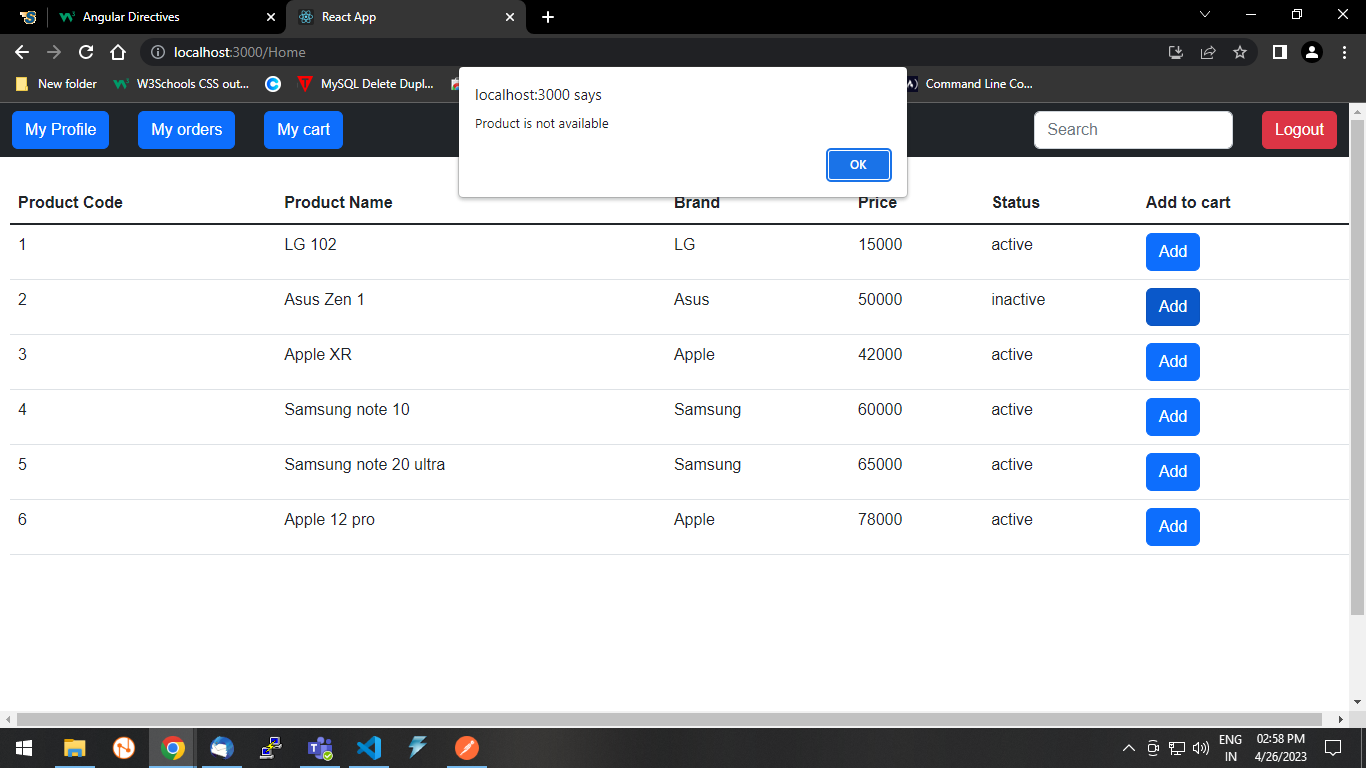 Angular Directives
React App
localhost:3000/Home
New folder
W3Schools CSS out...
MySQL Delete Dupl...
Command Line Co...
localhost:3000 says
Product is not available
OK
My Profile
My orders
My cart
Search
Logout
Product Code Product Name Brand Price Status Add to cart
1 LG 102 LG 15000 active Add
2 Asus Zen 1 Asus 50000 inactive Add
3 Apple XR Apple 42000 active Add
4 Samsung note 10 Samsung 60000 active Add
5 Samsung note 20 ultra Samsung 65000 active Add
6 Apple 12 pro Apple 78000 active Add
ENG
IN
02:58 PM
4/26/2023